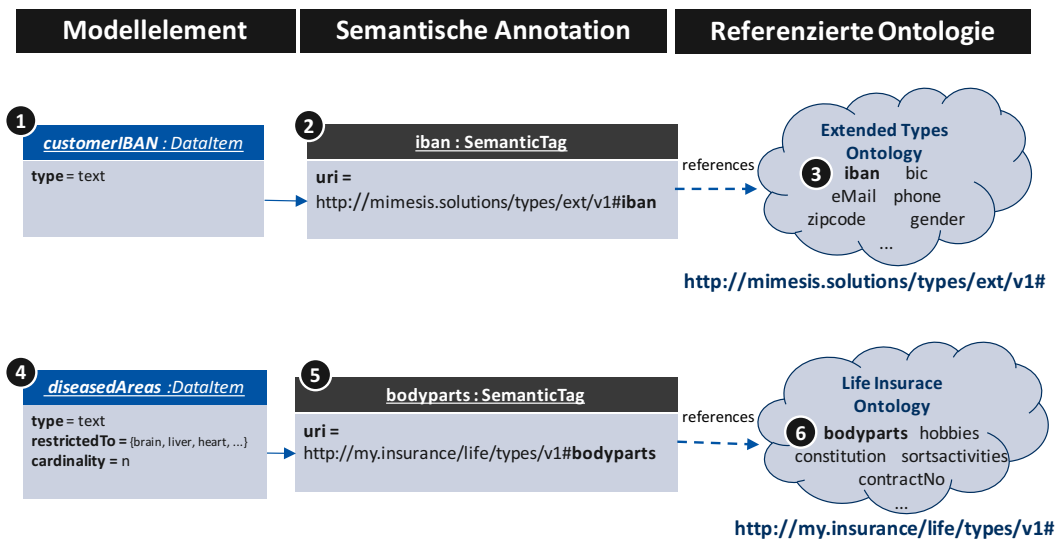 Modellelement
Semantische Annotation
Referenzierte Ontologie
1
customerIBAN : DataItem
type = text
2
iban : SemanticTag
uri =
http://mimesis.solutions/types/ext/v1#iban
references
Extended Types
Ontology
3 iban bic
eMail phone
zipcode gender
...
http://mimesis.solutions/types/ext/v1#
4
diseasedAreas :DataItem
type = text
restrictedTo = {brain, liver, heart, ...}
cardinality = n
5
bodyparts : SemanticTag
uri =
http://my.insurance/life/types/v1#bodyparts
references
Life Insurace
Ontology
6 bodyparts hobbies
constitution sortsactivities
contractNo
...
http://my.insurance/life/types/v1#